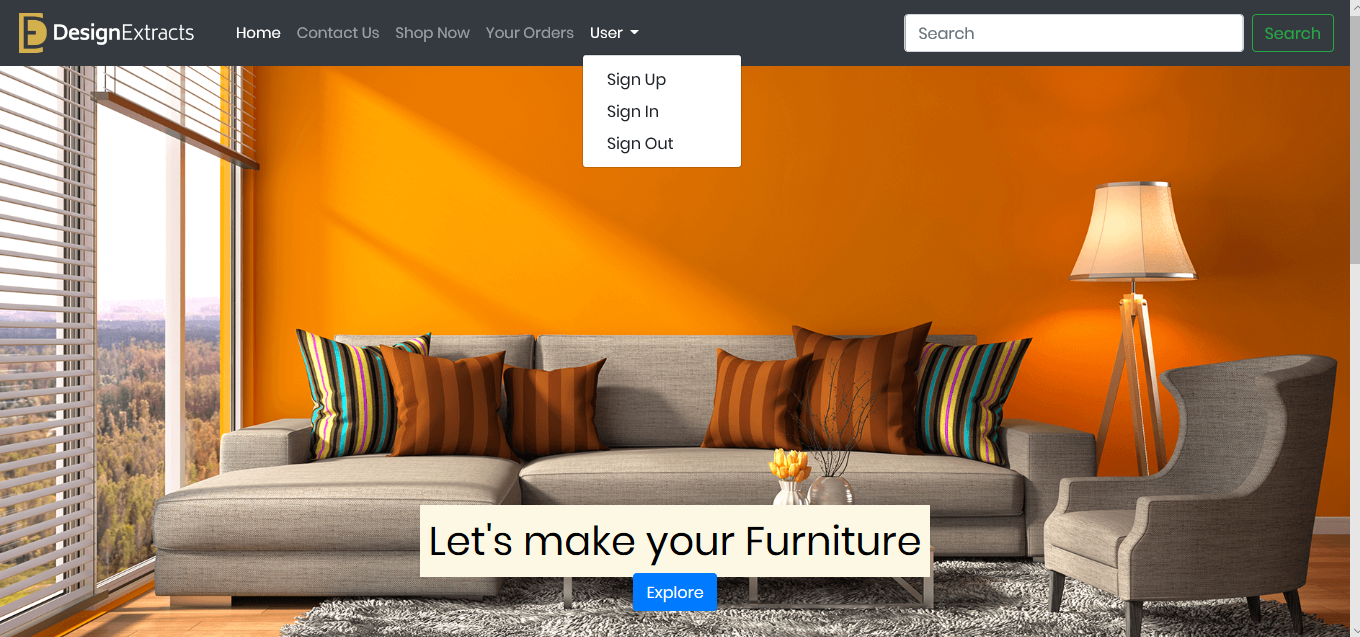 DesignExtracts Home Contact Us Shop Now Your Orders User Search Search
Sign Up
Sign In
Sign Out
Let's make your Furniture
Explore